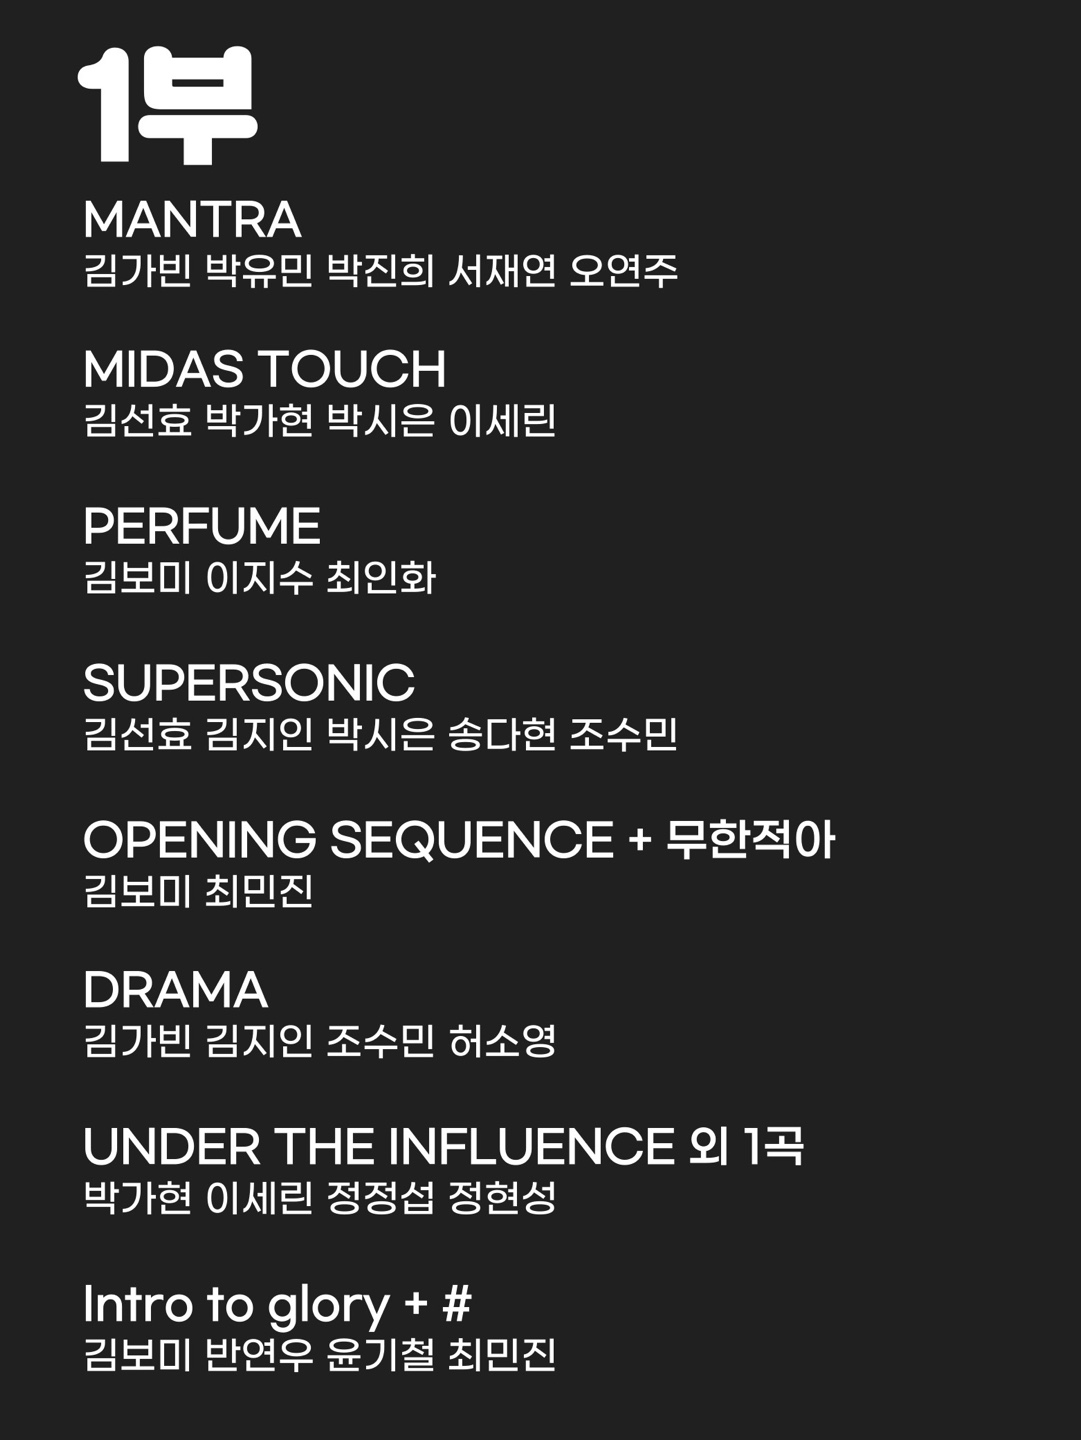 1부
MANTRA
김가빈 박유민 박진희 서재연 오연주
MIDAS TOUCH
김선효 박가현 박시은 이세린
PERFUME
김보미 이지수 최인화
SUPERSONIC
김선효 김지인 박시은 송다현 조수민
OPENING SEQUENCE + 무한적아
김보미 최민진
DRAMA
김가빈 김지인 조수민 허소영
UNDER THE INFLUENCE 외 1곡
박가현 이세린 정정섭 정현성
Intro to glory + #
김보미 반연우 윤기철 최민진